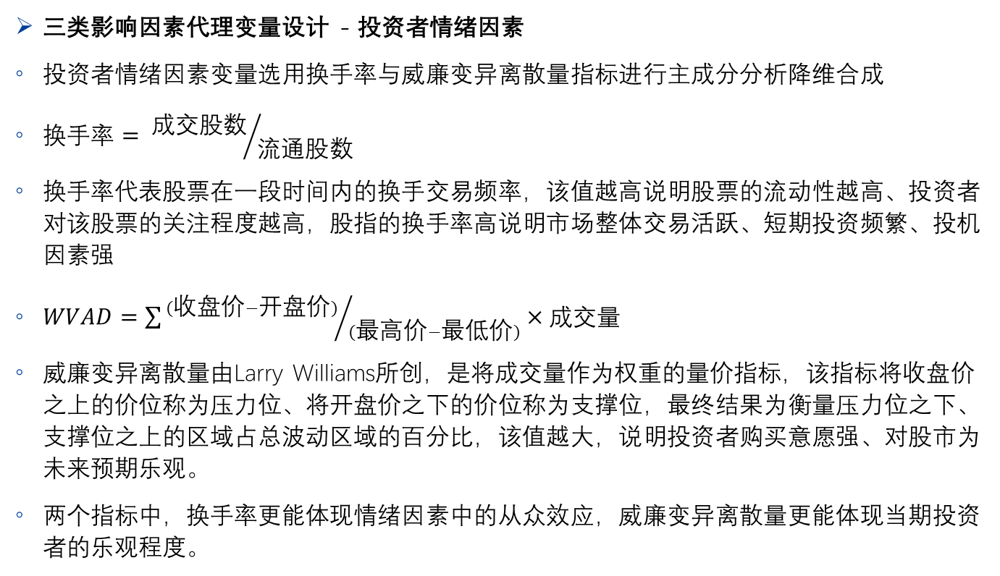 ➢ 三类影响因素代理变量设计 - 投资者情绪因素
◦ 投资者情绪因素变量选用换手率与威廉变异离散量指标进行主成分分析降维合成
◦ 换手率 = 成交股数/流通股数
◦ 换手率代表股票在一段时间内的换手交易频率，该值越高说明股票的流动性越高、投资者
对该股票的关注程度越高，股指的换手率高说明市场整体交易活跃、短期投资频繁、投机
因素强
◦ WVAD = ∑ (收盘价−开盘价)/(最高价−最低价) × 成交量
◦ 威廉变异离散量由Larry Williams所创，是将成交量作为权重的量价指标，该指标将收盘价
之上的价位称为压力位、将开盘价之下的价位称为支撑位，最终结果为衡量压力位之下、
支撑位之上的区域占总波动区域的百分比，该值越大，说明投资者购买意愿强、对股市为
未来预期乐观。
◦ 两个指标中，换手率更能体现情绪因素中的从众效应，威廉变异离散量更能体现当期投资
者的乐观程度。